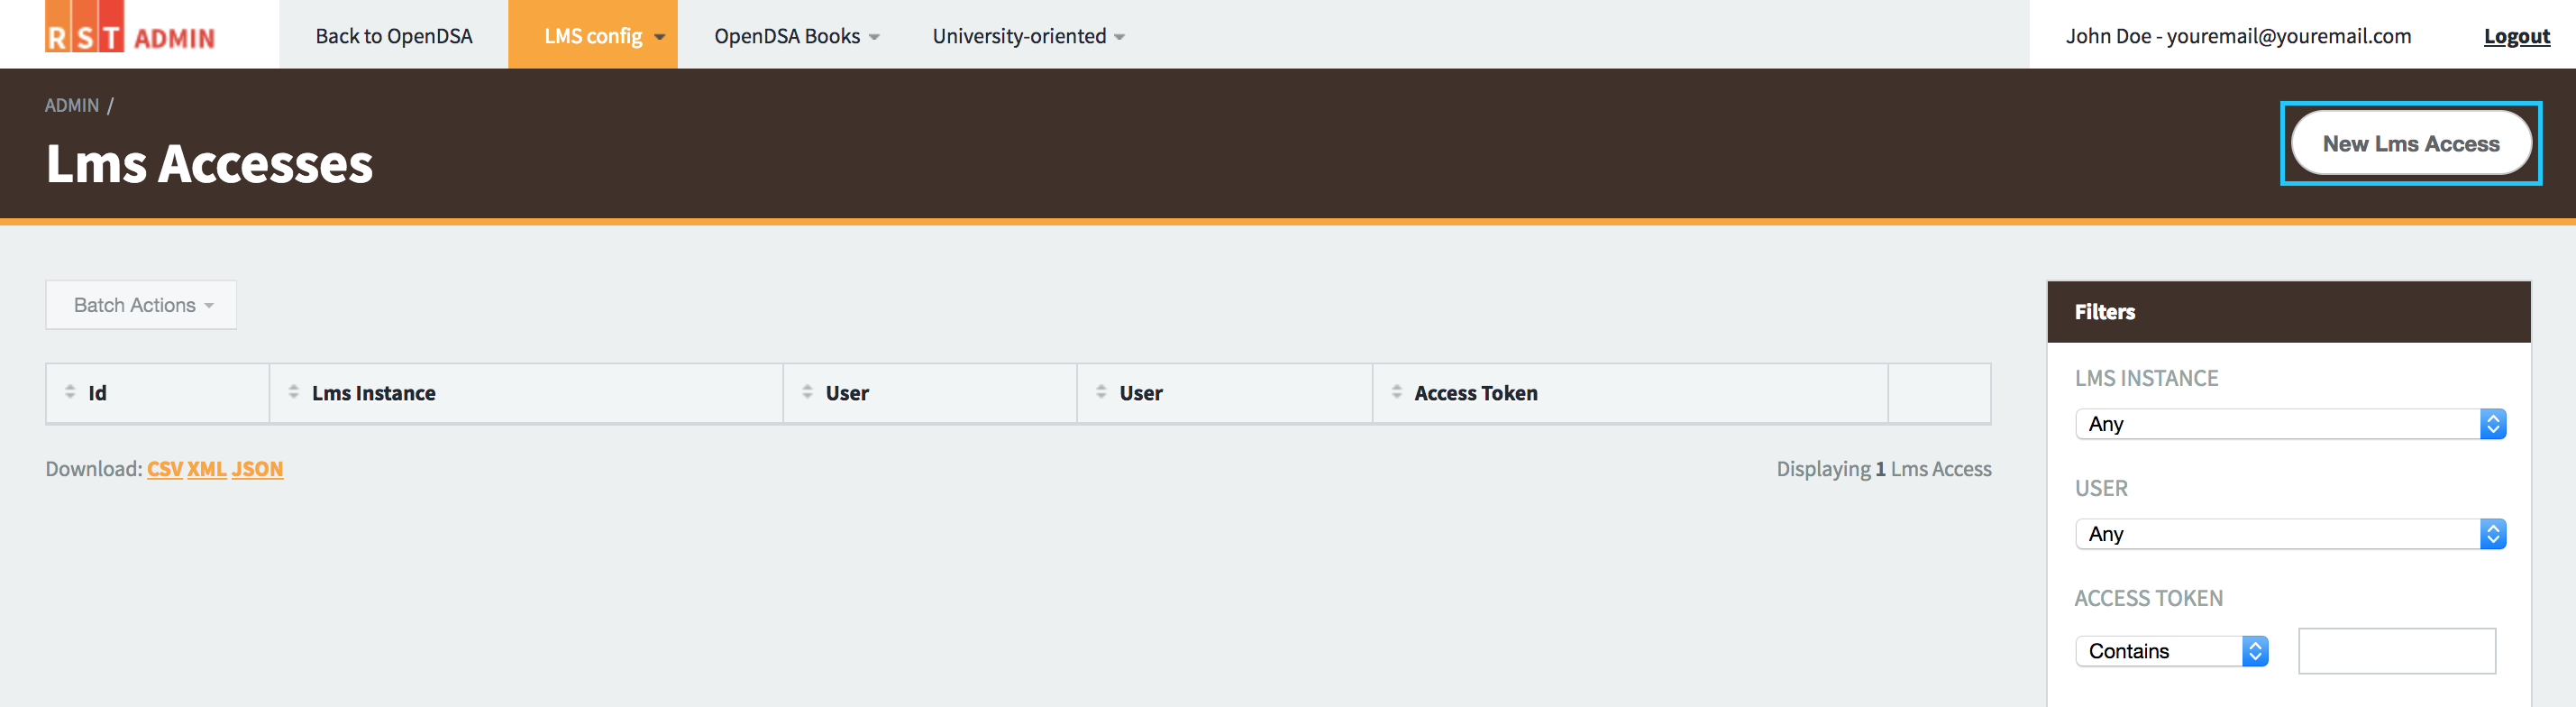 RST ADMIN
Back to OpenDSA
LMS config
OpenDSA Books
University-oriented
John Doe - youremail@youremail.com
Logout
ADMIN /
Lms Accesses
New Lms Access
Batch Actions
Id
Lms Instance
User
User
Access Token
Download: CSV XML JSON
Displaying 1 Lms Access
Filters
LMS INSTANCE
Any
USER
Any
ACCESS TOKEN
Contains